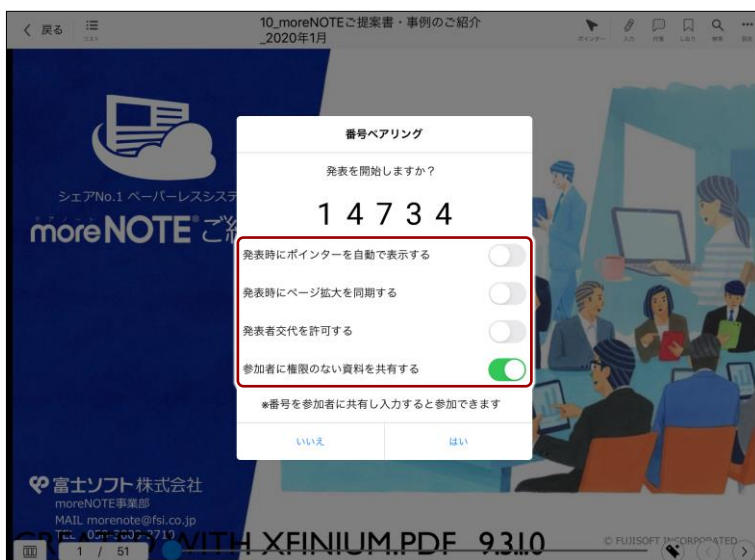 戻る
リスト
10_moreNOTEご提案書・事例のご紹介
_2020年1月
ポインター
入力
付箋
しおり
検索
シェアNo.1 ペーパーレスシステ
moreNOTE ご
番号ペアリング
発表を開始しますか？
14734
発表時にポインターを自動で表示する
発表時にページ拡大を同期する
発表者交代を許可する
参加者に権限のない資料を共有する
※番号を参加者に共有し入力すると参加できます
いいえ
はい
富士ソフト株式会社
moreNOTE事業部
MAIL morenote@fsi.co.jp
WITH XFINIUM.PDF 9.3.1.0
© FUJISOFT INCORPORATED
1 / 51